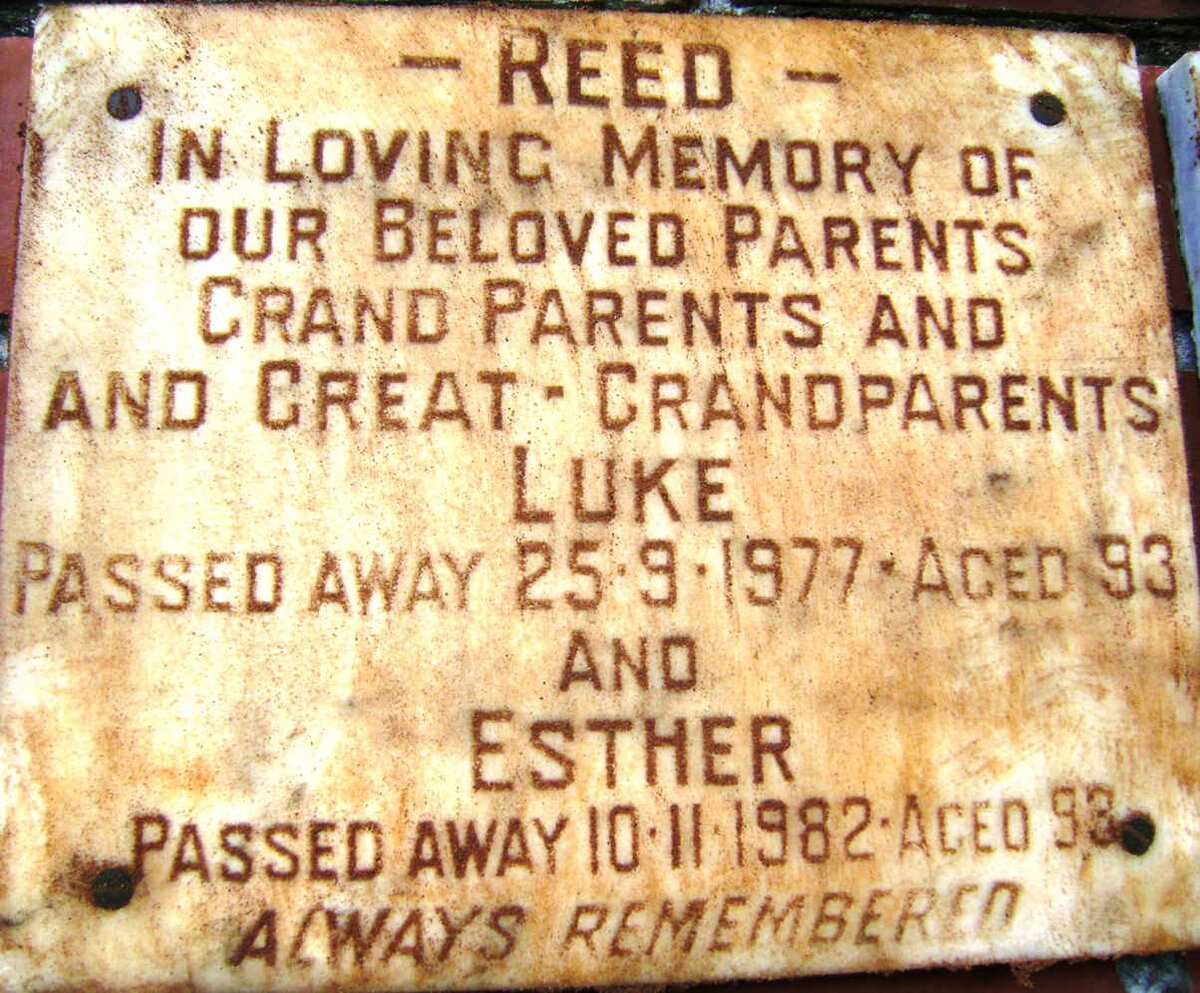 - REED -
IN LOVING MEMORY OF
OUR BELOVED PARENTS
GRAND PARENTS AND
AND GREAT - GRANDPARENTS
LUKE
PASSED AWAY 25·9·1977·AGED 93
AND
ESTHER
PASSED AWAY 10·11·1982·AGED 93
ALWAYS REMEMBERED